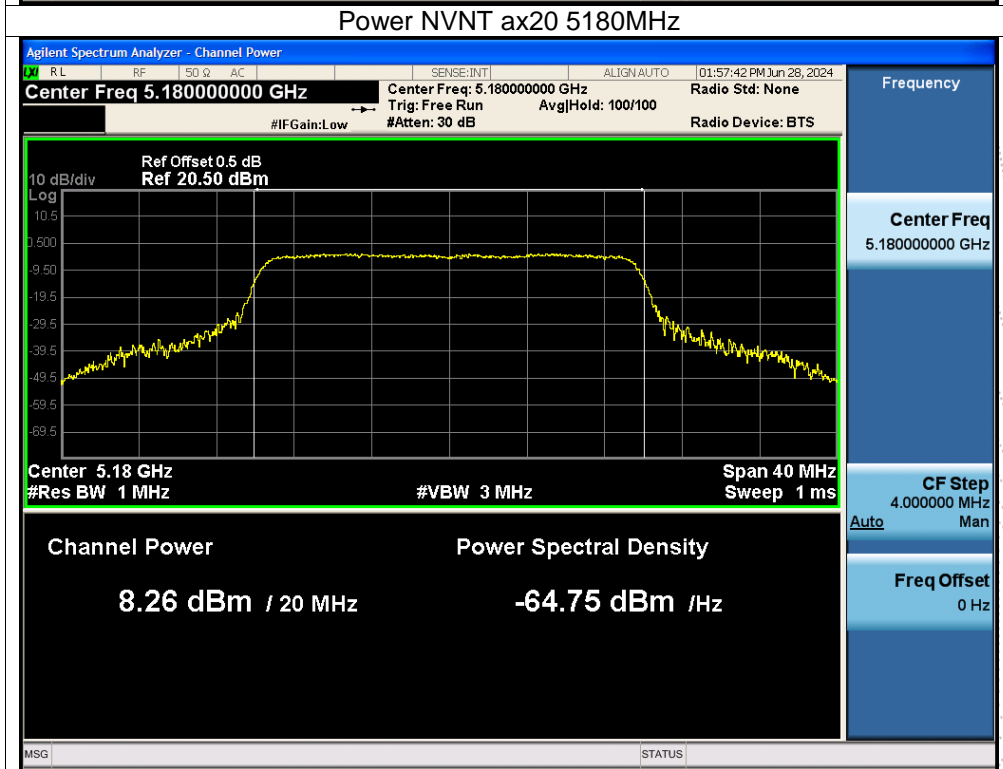 Power NVNT ax20 5180MHz
Agilent Spectrum Analyzer - Channel Power
LXI RL RF 50 Ω AC SENSE:INT ALIGN AUTO 01:57:42 PM Jun 28, 2024
Center Freq 5.180000000 GHz
#IFGain:Low
Center Freq: 5.180000000 GHz
Trig: Free Run Avg|Hold: 100/100
#Atten: 30 dB
Radio Std: None
Radio Device: BTS
Ref Offset 0.5 dB
10 dB/div Ref 20.50 dBm
Log
10.5
0.500
-9.50
-19.5
-29.5
-39.5
-49.5
-59.5
-69.5
Center 5.18 GHz Span 40 MHz
#Res BW 1 MHz #VBW 3 MHz Sweep 1 ms
Channel Power Power Spectral Density
8.26 dBm / 20 MHz -64.75 dBm /Hz
Frequency
Center Freq
5.180000000 GHz
CF Step
4.000000 MHz
Auto Man
Freq Offset
0 Hz
MSG STATUS